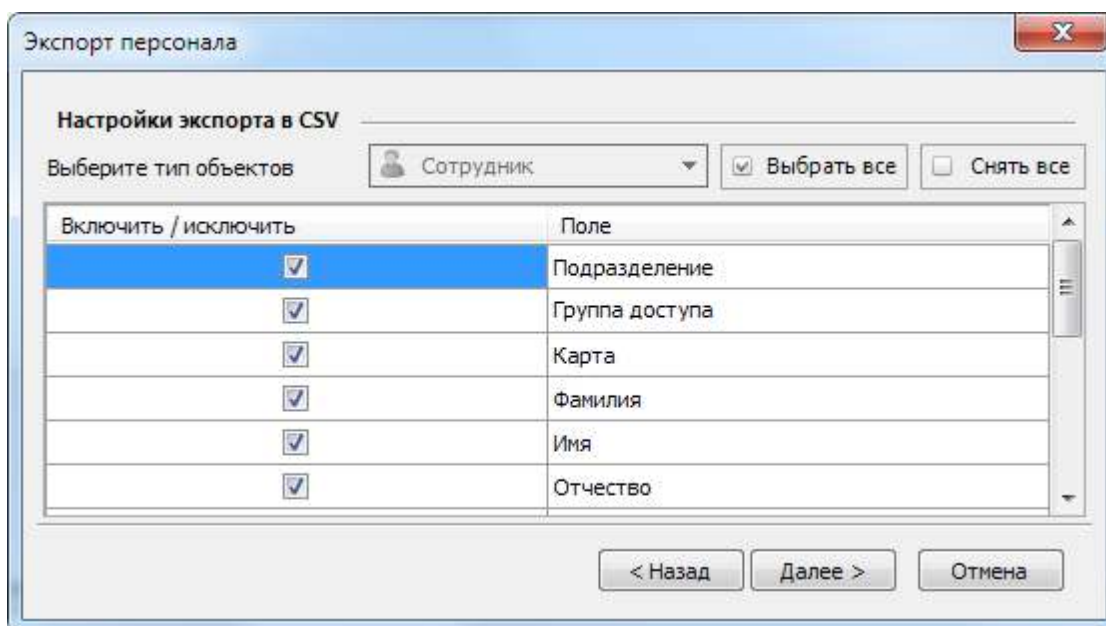 Экспорт персонала
Настройки экспорта в CSV
Выберите тип объектов Сотрудник Выбрать все Снять все
Включить / исключить Поле
Подразделение
Группа доступа
Карта
Фамилия
Имя
Отчество
< Назад Далее > Отмена